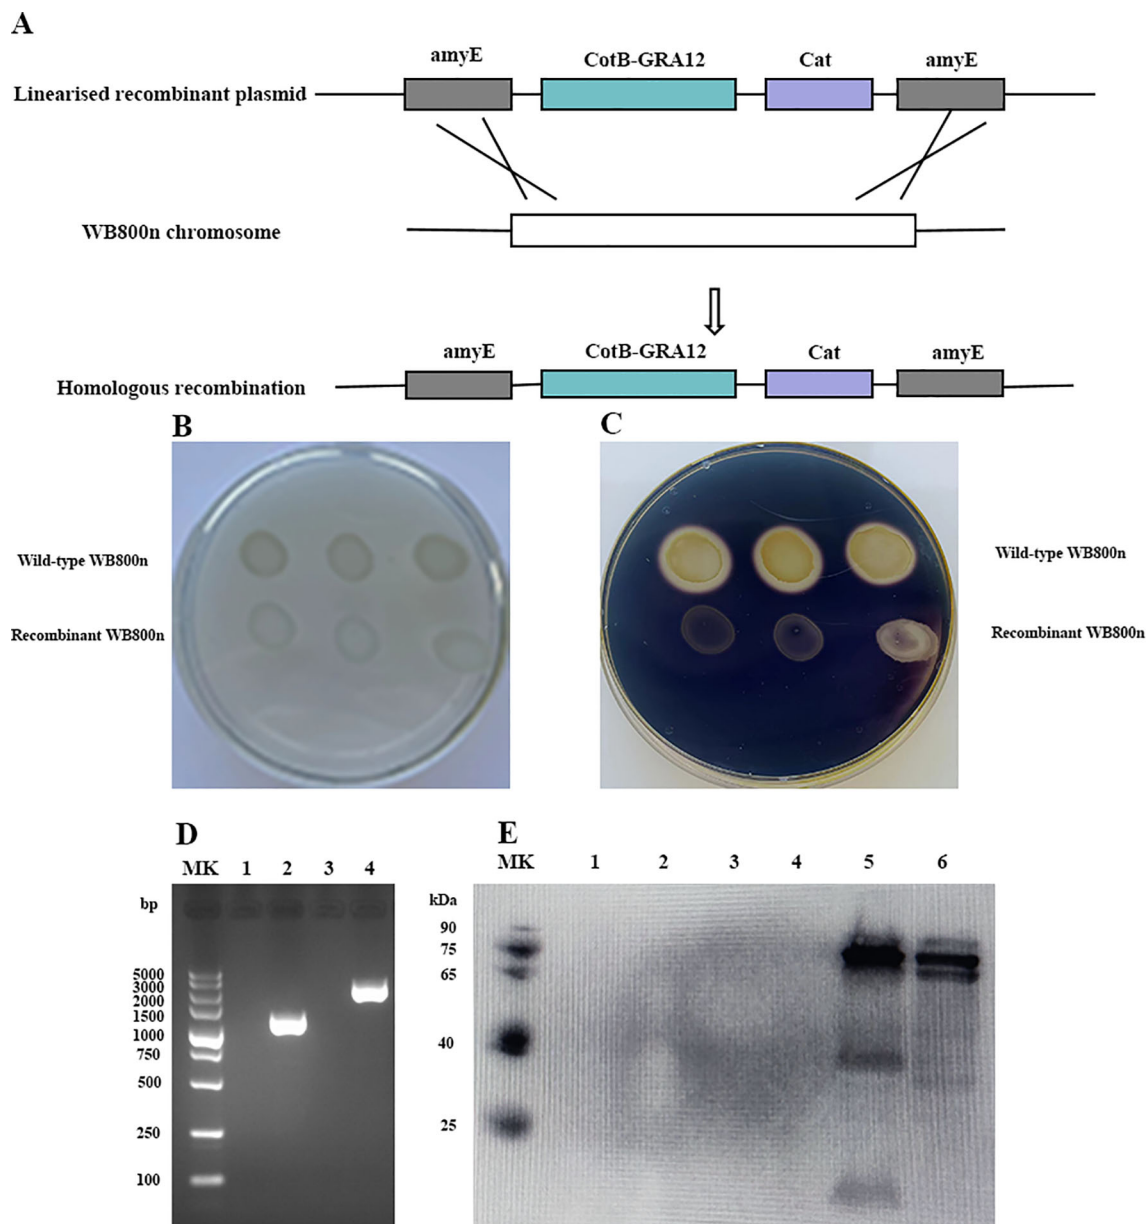 A
amyE CotB-GRA12 Cat amyE
Linearised recombinant plasmid
WB800n chromosome
amyE CotB-GRA12 Cat amyE
Homologous recombination
B
C
Wild-type WB800n
Wild-type WB800n
Recombinant WB800n
Recombinant WB800n
D
MK 1 2 3 4
bp
5000
3000
2000
1500
1000
750
500
250
100
E
MK 1 2 3 4 5 6
kDa
90
75
65
40
25